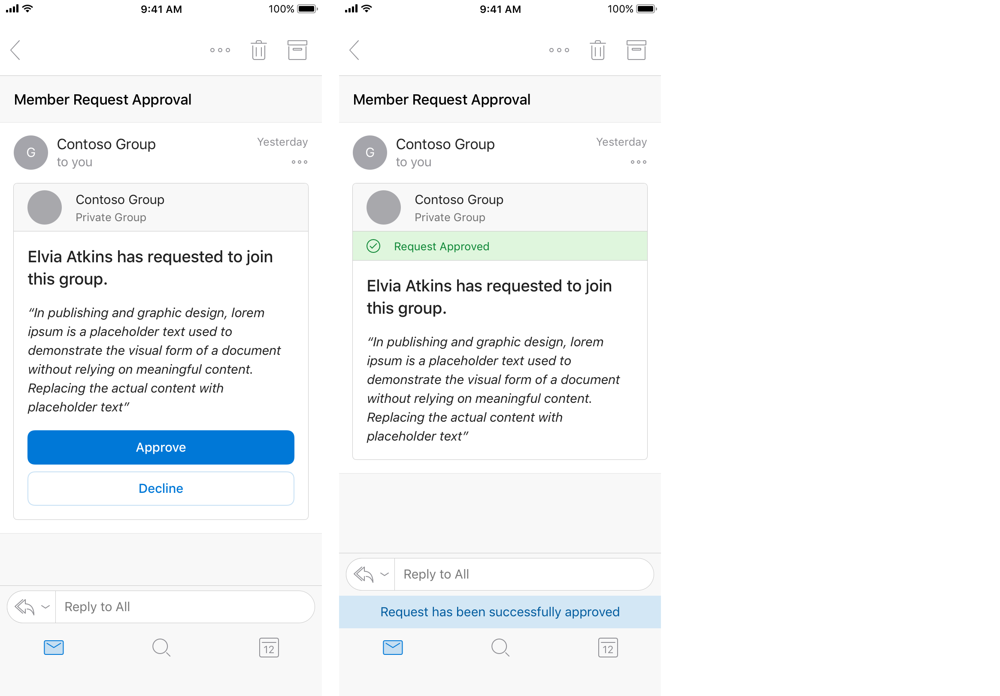 9:41 AM
100%
Member Request Approval
G
Contoso Group
Yesterday
to you
Contoso Group
Private Group
Elvia Atkins has requested to join
this group.
“In publishing and graphic design, lorem
ipsum is a placeholder text used to
demonstrate the visual form of a document
without relying on meaningful content.
Replacing the actual content with
placeholder text”
Approve
Decline
Reply to All
12
9:41 AM
100%
Member Request Approval
G
Contoso Group
Yesterday
to you
Contoso Group
Private Group
Request Approved
Elvia Atkins has requested to join
this group.
“In publishing and graphic design, lorem
ipsum is a placeholder text used to
demonstrate the visual form of a document
without relying on meaningful content.
Replacing the actual content with
placeholder text”
Reply to All
Request has been successfully approved
12